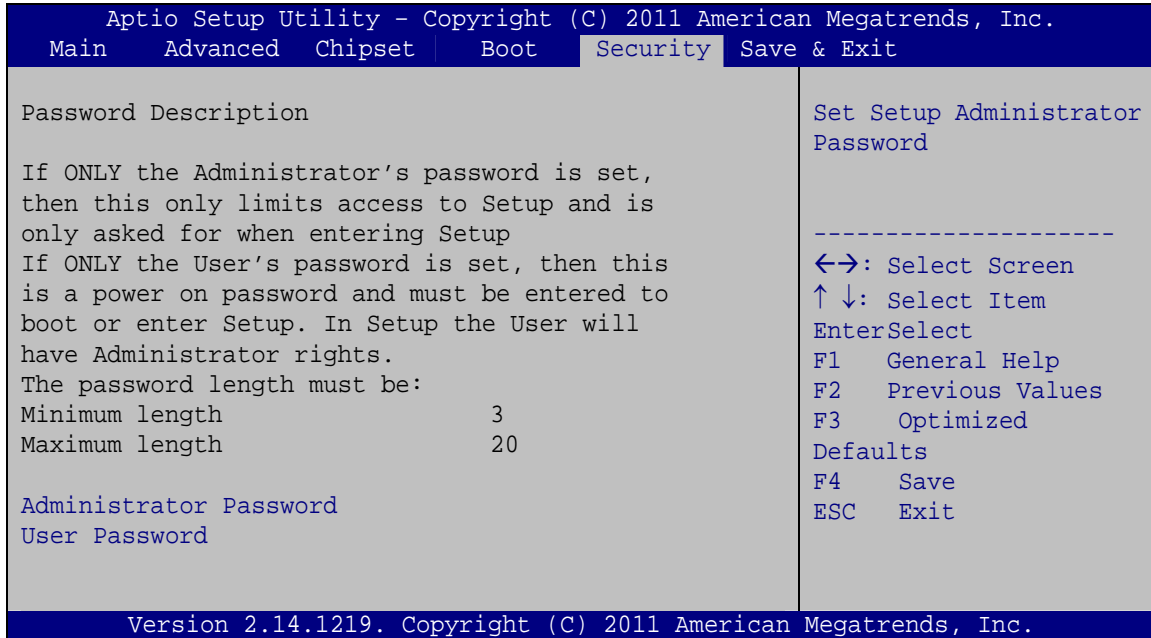 Aptio Setup Utility – Copyright (C) 2011 American Megatrends, Inc.
Main Advanced Chipset Boot Security Save & Exit
Password Description
If ONLY the Administrator's password is set,
then this only limits access to Setup and is
only asked for when entering Setup
If ONLY the User's password is set, then this
is a power on password and must be entered to
boot or enter Setup. In Setup the User will
have Administrator rights.
The password length must be:
Minimum length 3
Maximum length 20
Administrator Password
User Password
Set Setup Administrator
Password
---------------------
←→: Select Screen
↑ ↓: Select Item
EnterSelect
F1 General Help
F2 Previous Values
F3 Optimized
Defaults
F4 Save
ESC Exit
Version 2.14.1219. Copyright (C) 2011 American Megatrends, Inc.